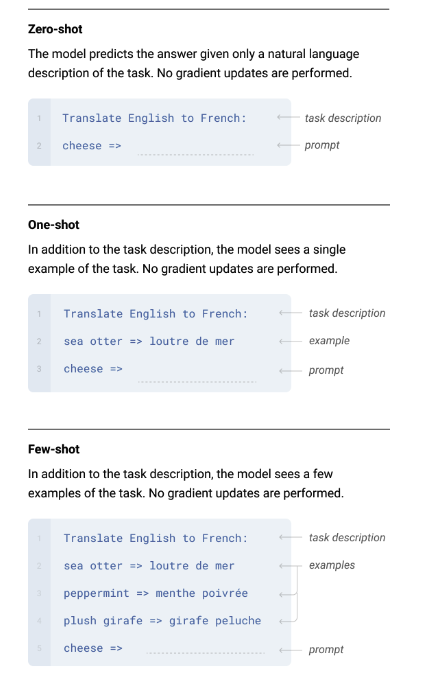 Zero-shot
The model predicts the answer given only a natural language
description of the task. No gradient updates are performed.
1 Translate English to French: task description
2 cheese => prompt
One-shot
In addition to the task description, the model sees a single
example of the task. No gradient updates are performed.
1 Translate English to French: task description
2 sea otter => loutre de mer example
3 cheese => prompt
Few-shot
In addition to the task description, the model sees a few
examples of the task. No gradient updates are performed.
1 Translate English to French: task description
2 sea otter => loutre de mer examples
3 peppermint => menthe poivrée
4 plush girafe => girafe peluche
5 cheese => prompt